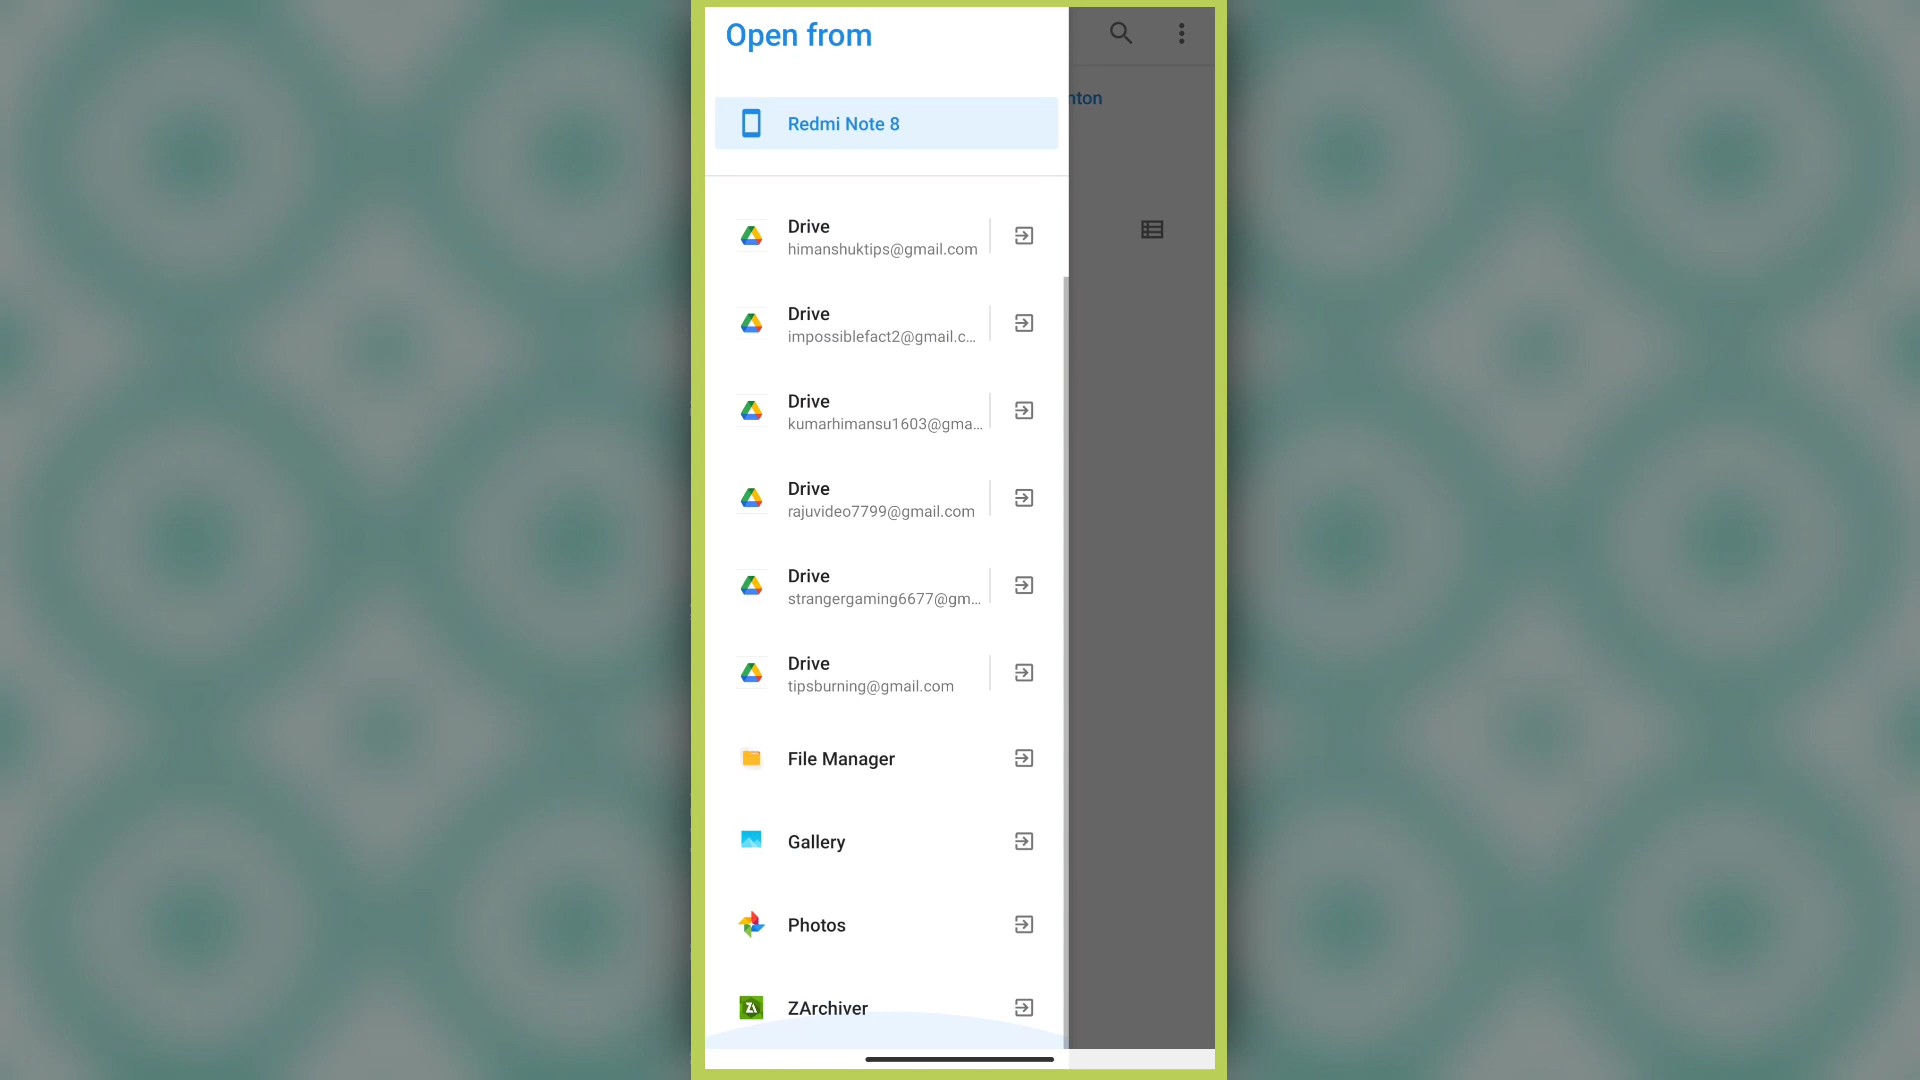 Open from
Redmi Note 8
nton
Drive
himanshuktips@gmail.com
Drive
impossiblefact2@gmail.c...
Drive
kumarhimansu1603@gma...
Drive
rajuvideo7799@gmail.com
Drive
strangergaming6677@gm...
Drive
tipsburning@gmail.com
File Manager
Gallery
Photos
ZArchiver